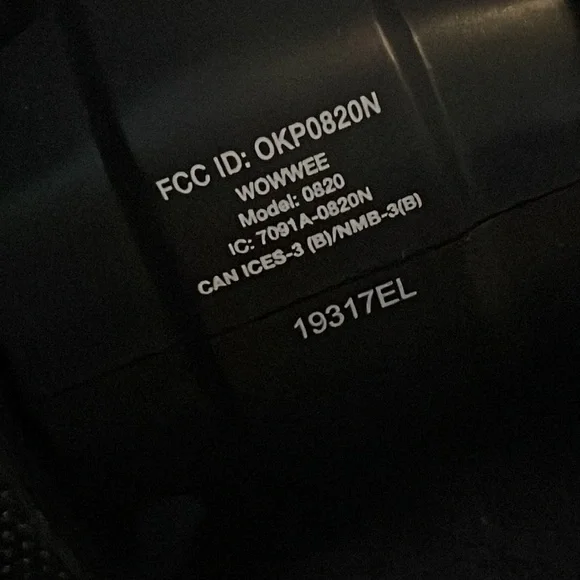 FCC ID: OKP0820N
WOWWEE
Model: 0820
IC: 7091A-0820N
CAN ICES-3 (B)/NMB-3(B)
19317EL